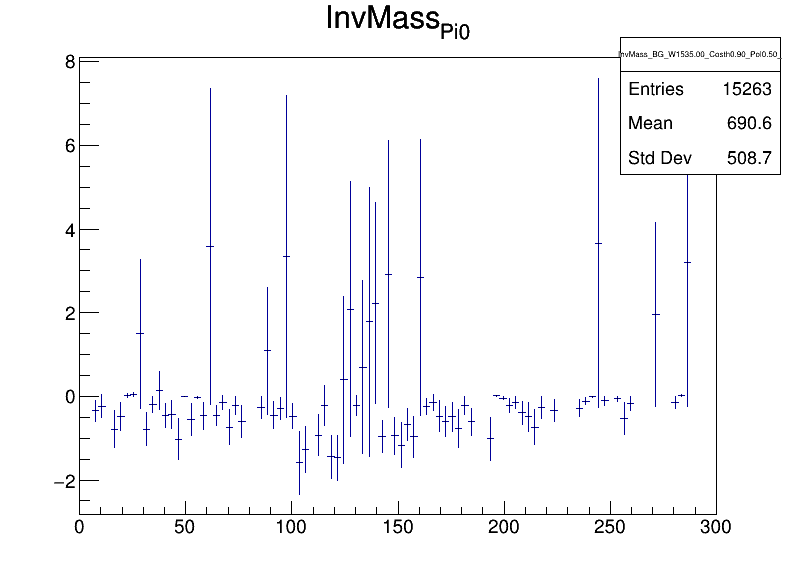 InvMassPi0
InvMass_BG_W1535.00_Costh0.90_Pol0.50_
Entries 15263
Mean 690.6
Std Dev 508.7
8
6
4
2
0
−2
0 50 100 150 200 250 300